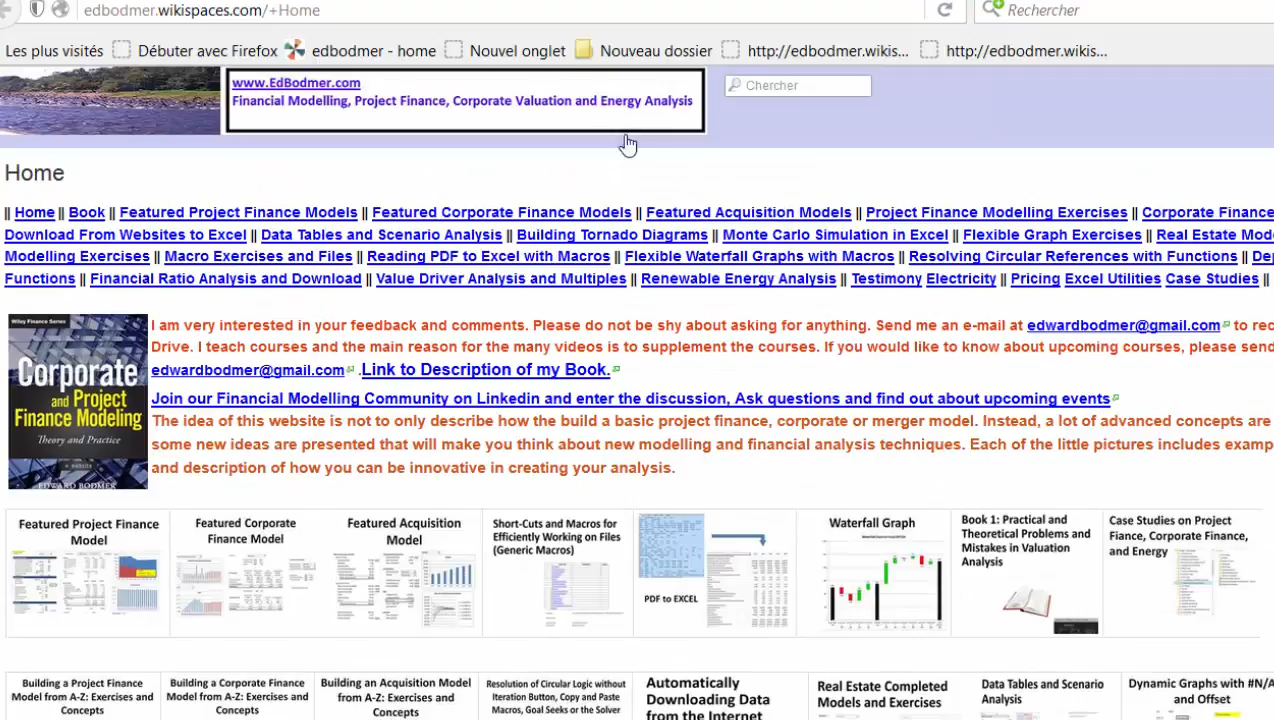 edbodmer.wikispaces.com/+Home
Rechercher
Les plus visités Débuter avec Firefox edbodmer - home Nouvel onglet Nouveau dossier http://edbodmer.wikis... http://edbodmer.wikis...
www.EdBodmer.com
Financial Modelling, Project Finance, Corporate Valuation and Energy Analysis
Chercher
Home
|| Home || Book || Featured Project Finance Models || Featured Corporate Finance Models || Featured Acquisition Models || Project Finance Modelling Exercises || Corporate Finance
Download From Websites to Excel || Data Tables and Scenario Analysis || Building Tornado Diagrams || Monte Carlo Simulation in Excel || Flexible Graph Exercises || Real Estate Mod
Modelling Exercises || Macro Exercises and Files || Reading PDF to Excel with Macros || Flexible Waterfall Graphs with Macros || Resolving Circular References with Functions || De
Functions || Financial Ratio Analysis and Download || Value Driver Analysis and Multiples || Renewable Energy Analysis || Testimony Electricity || Pricing Excel Utilities Case Studies ||
Wiley Finance Series
Corporate
and Project
Finance Modeling
Theory and Practice
+ website
EDWARD BODMER
I am very interested in your feedback and comments. Please do not be shy about asking for anything. Send me an e-mail at edwardbodmer@gmail.com to rec
Drive. I teach courses and the main reason for the many videos is to supplement the courses. If you would like to know about upcoming courses, please send
edwardbodmer@gmail.com .Link to Description of my Book.
Join our Financial Modelling Community on Linkedin and enter the discussion, Ask questions and find out about upcoming events
The idea of this website is not to only describe how the build a basic project finance, corporate or merger model. Instead, a lot of advanced concepts are
some new ideas are presented that will make you think about new modelling and financial analysis techniques. Each of the little pictures includes examp
and description of how you can be innovative in creating your analysis.
Featured Project Finance
Model
Featured Corporate
Finance Model
Featured Acquisition
Model
Short-Cuts and Macros for
Efficiently Working on Files
(Generic Macros)
PDF to EXCEL
Waterfall Graph
Book 1: Practical and
Theoretical Problems and
Mistakes in Valuation
Analysis
Case Studies on Project
Fiance, Corporate Finance,
and Energy
Building a Project Finance
Model from A-Z: Exercises and
Concepts
Building a Corporate Finance
Model from A-Z: Exercises and
Concepts
Building an Acquisition Model
from A-Z: Exercises and
Concepts
Resolution of Circular Logic without
Iteration Button, Copy and Paste
Macros, Goal Seeks or the Solver
Automatically
Downloading Data
from the Internet
Real Estate Completed
Models and Exercises
Data Tables and Scenario
Analysis
Dynamic Graphs with #N/A
and Offset